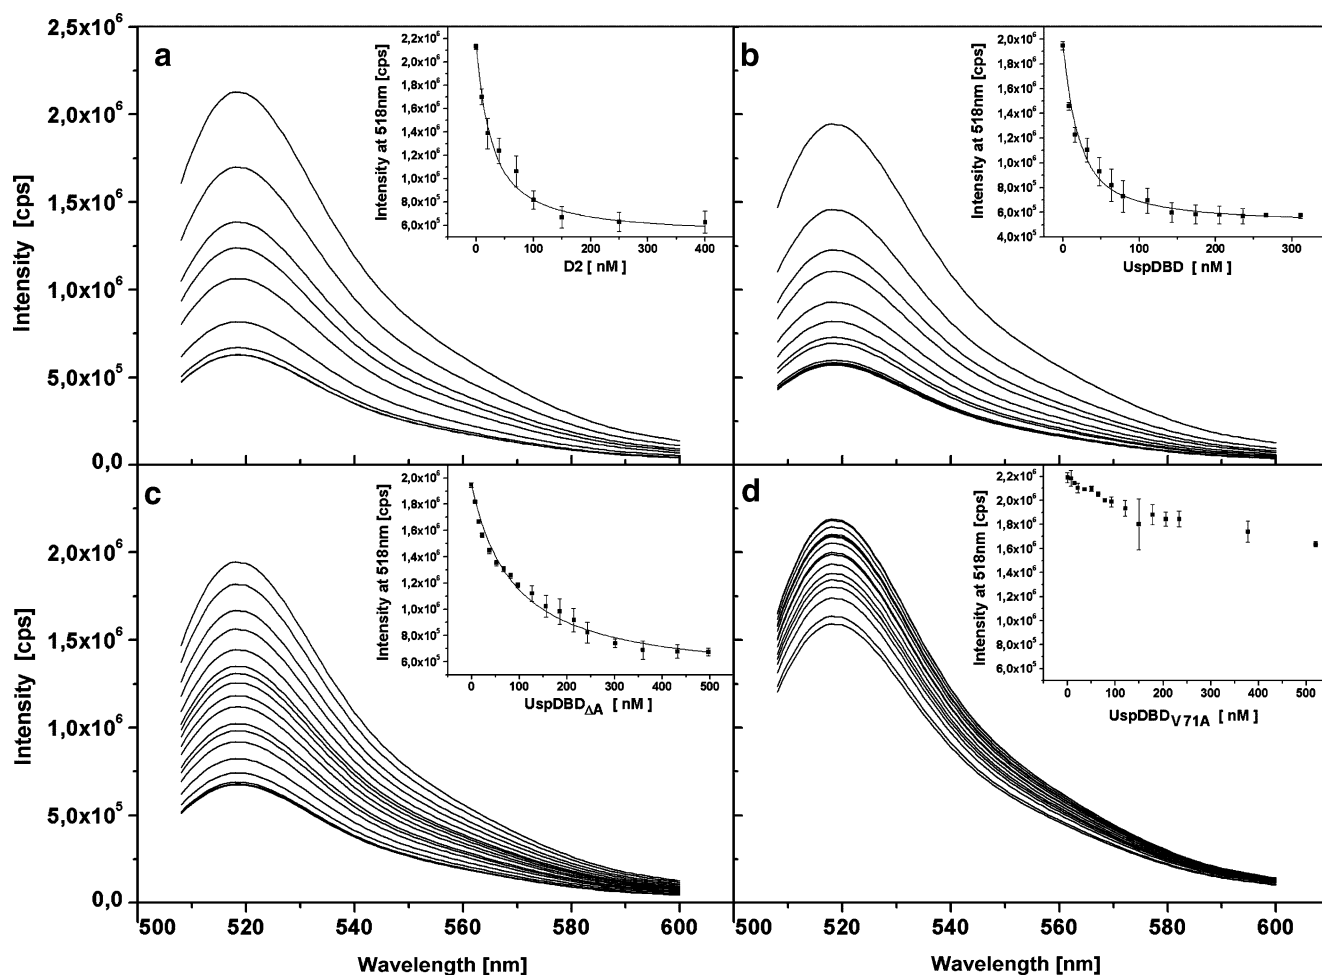 a
2,5x10⁶
2,0x10⁶
1,5x10⁶
1,0x10⁶
5,0x10⁵
0,0
Intensity [cps]
2,2x10⁶
2,0x10⁶
1,8x10⁶
1,6x10⁶
1,4x10⁶
1,2x10⁶
1,0x10⁶
8,0x10⁵
6,0x10⁵
Intensity at 518nm [cps]
0 100 200 300 400
D2 [ nM ]
b
2,0x10⁶
1,8x10⁶
1,6x10⁶
1,4x10⁶
1,2x10⁶
1,0x10⁶
8,0x10⁵
6,0x10⁵
4,0x10⁵
Intensity at 518nm [cps]
0 100 200 300
UspDBD [ nM ]
c
2,0x10⁶
1,5x10⁶
1,0x10⁶
5,0x10⁵
0,0
Intensity [cps]
2,0x10⁶
1,8x10⁶
1,6x10⁶
1,4x10⁶
1,2x10⁶
1,0x10⁶
8,0x10⁵
6,0x10⁵
Intensity at 518nm [cps]
0 100 200 300 400 500
UspDBD_ΔA [ nM ]
500 520 540 560 580 600
Wavelength [nm]
d
2,2x10⁶
2,0x10⁶
1,8x10⁶
1,6x10⁶
1,4x10⁶
1,2x10⁶
1,0x10⁶
8,0x10⁵
6,0x10⁵
Intensity at 518nm [cps]
0 100 200 300 400 500
UspDBD_V71A [ nM ]
500 520 540 560 580 600
Wavelength [nm]